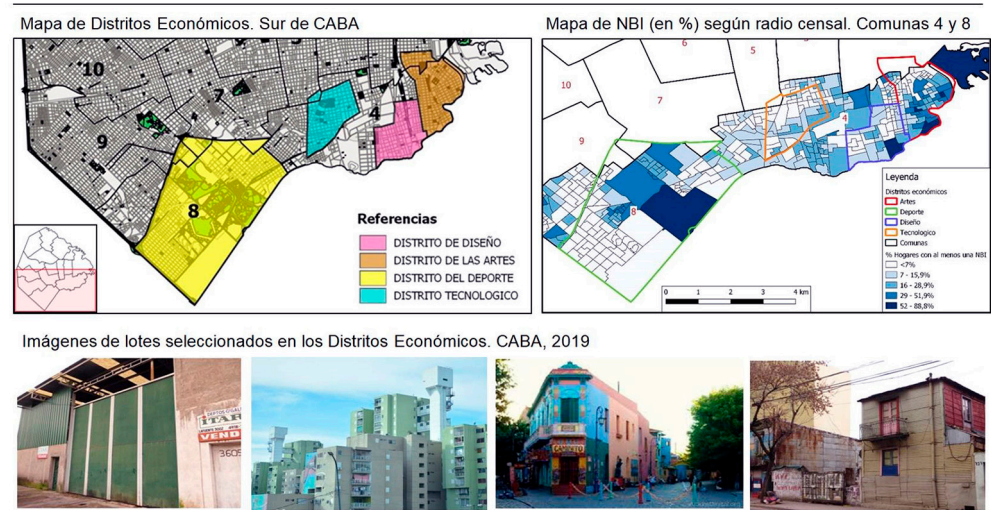 Mapa de Distritos Económicos. Sur de CABA
10
7
9
4
8
Referencias
DISTRITO DE DISEÑO
DISTRITO DE LAS ARTES
DISTRITO DEL DEPORTE
DISTRITO TECNOLOGICO
Mapa de NBI (en %) según radio censal. Comunas 4 y 8
6
5
10
7
9
4
8
Leyenda
Distritos económicos
Artes
Deporte
Diseño
Tecnologico
Comunas
% Hogares con al menos una NBI
<7%
7 - 15,9%
16 - 28,9%
29 - 51,9%
52 - 88,8%
0 1 2 3 4 km
Imágenes de lotes seleccionados en los Distritos Económicos. CABA, 2019
ITAR
VEND
3605